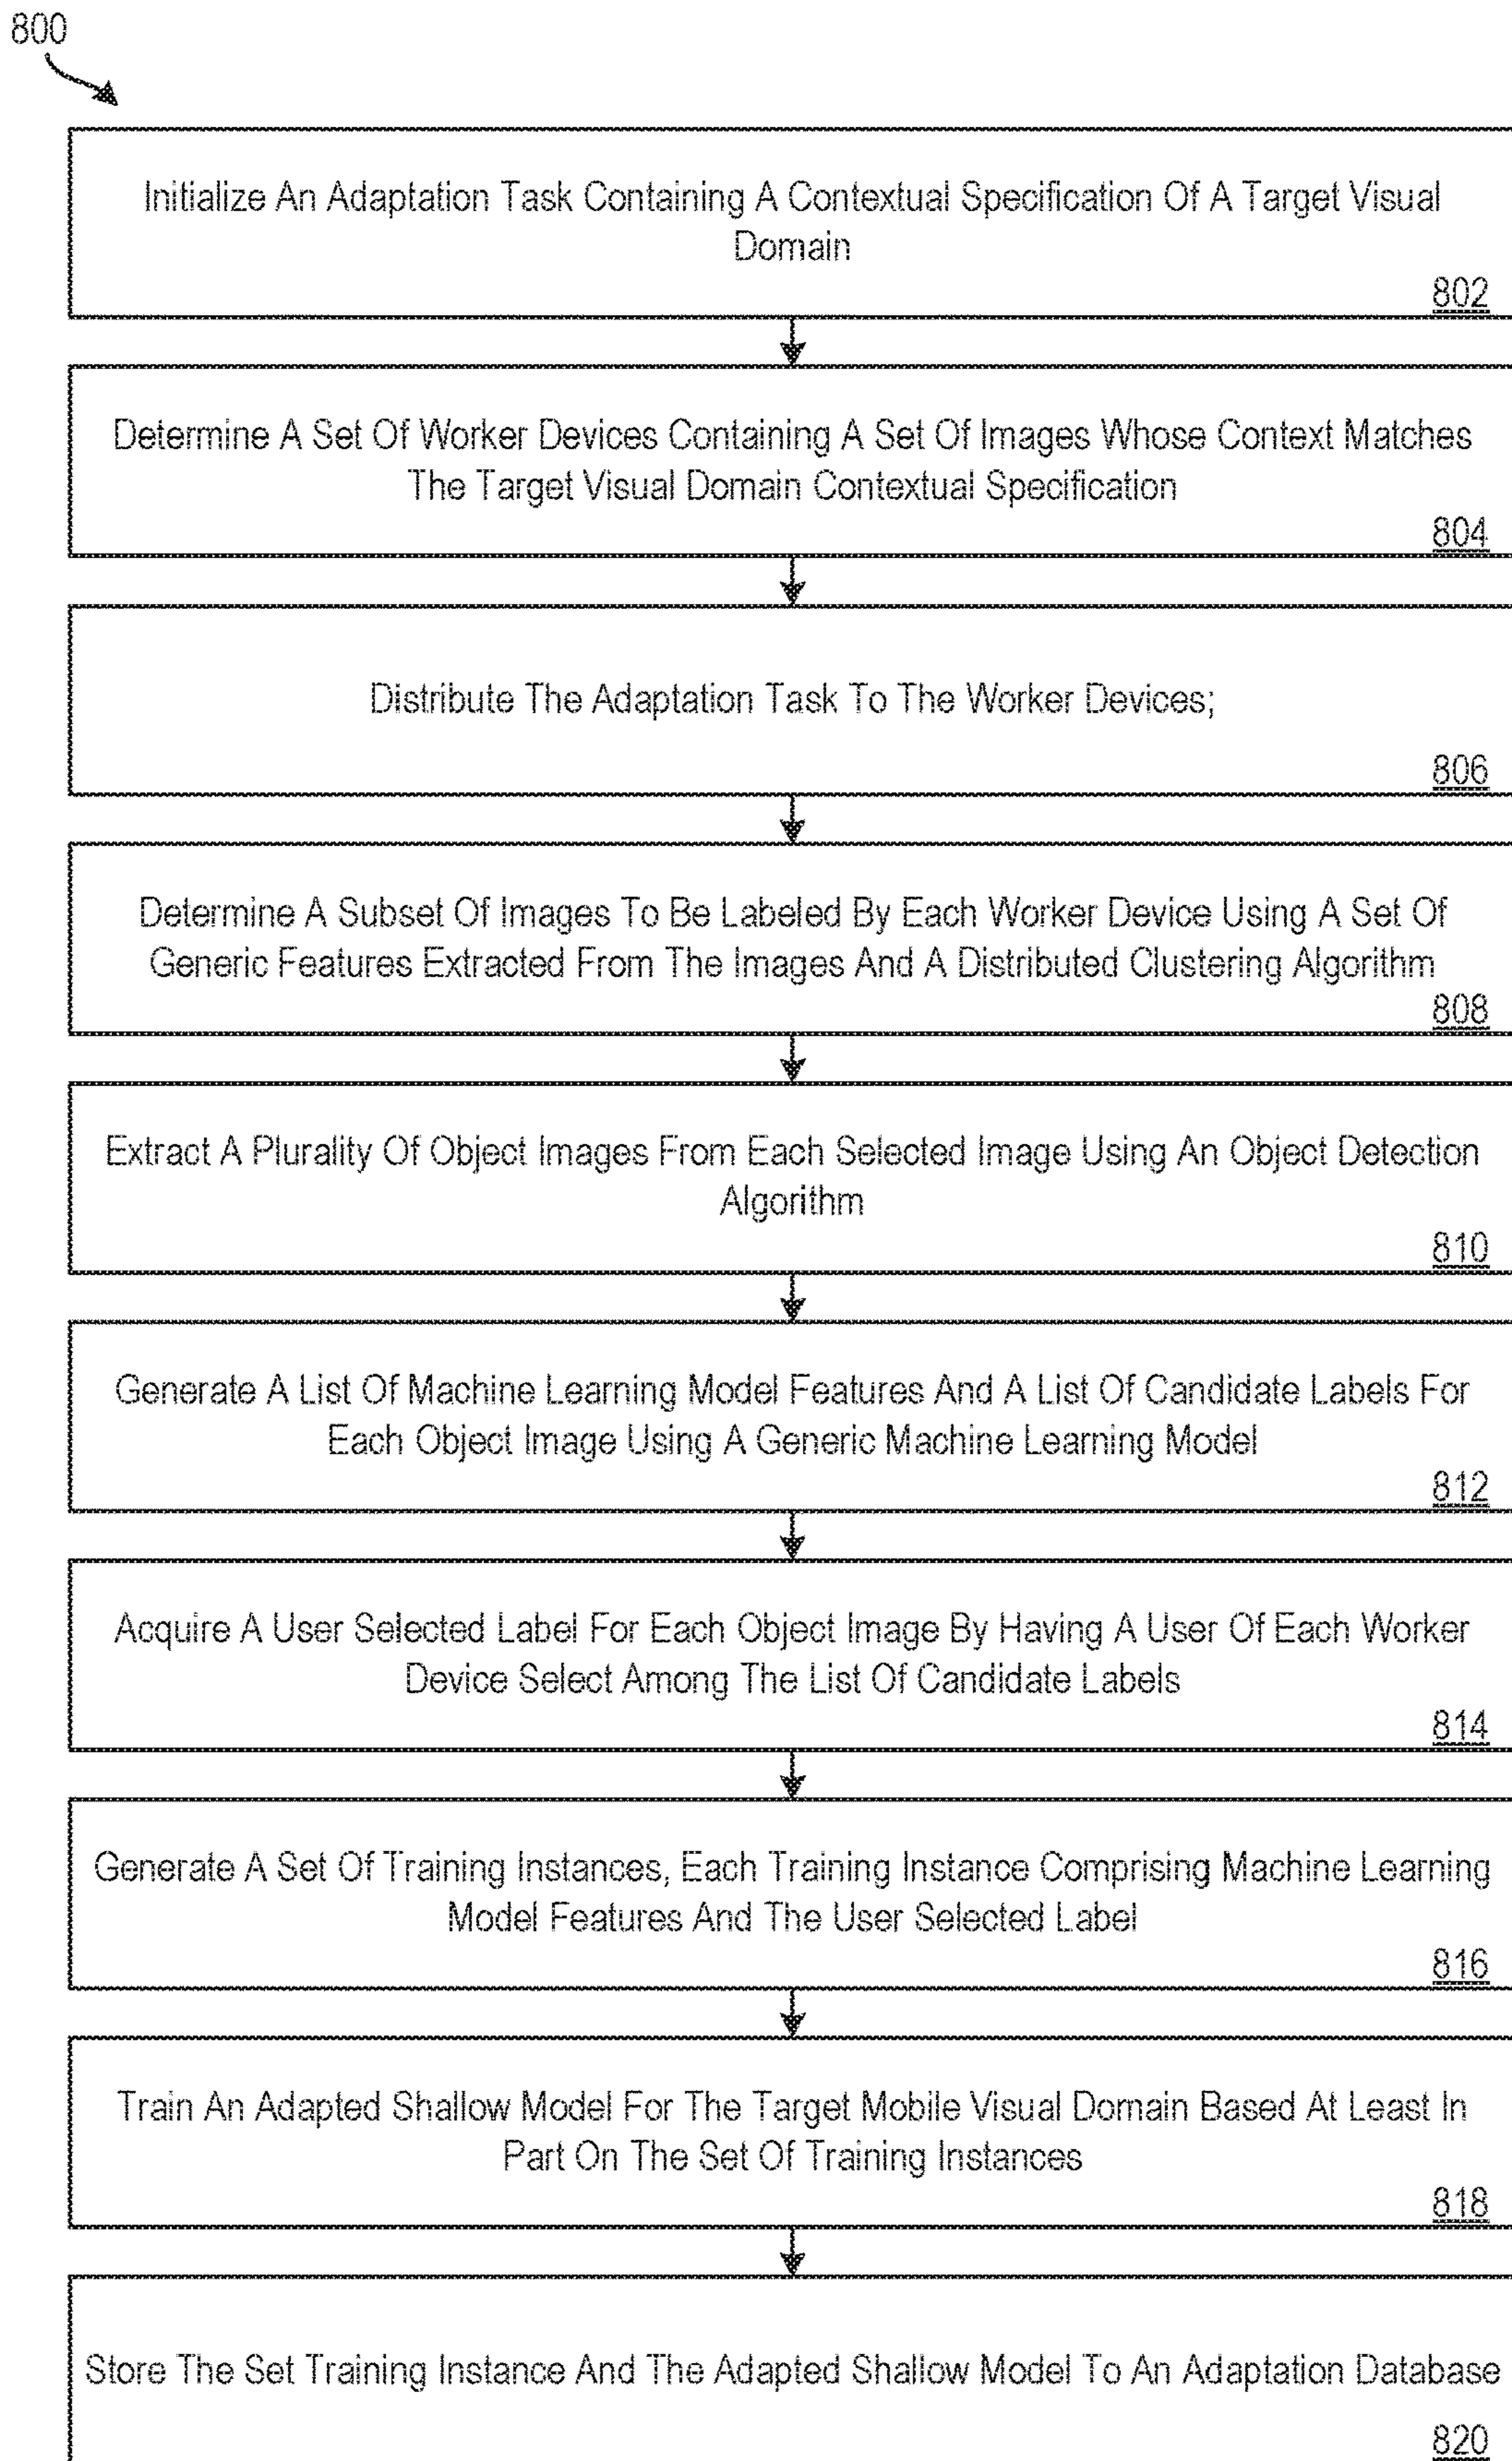 800
Initialize An Adaptation Task Containing A Contextual Specification Of A Target Visual
Domain
802
Determine A Set Of Worker Devices Containing A Set Of Images Whose Context Matches
The Target Visual Domain Contextual Specification
804
Distribute The Adaptation Task To The Worker Devices;
806
Determine A Subset Of Images To Be Labeled By Each Worker Device Using A Set Of
Generic Features Extracted From The Images And A Distributed Clustering Algorithm
808
Extract A Plurality Of Object Images From Each Selected Image Using An Object Detection
Algorithm
810
Generate A List Of Machine Learning Model Features And A List Of Candidate Labels For
Each Object Image Using A Generic Machine Learning Model
812
Acquire A User Selected Label For Each Object Image By Having A User Of Each Worker
Device Select Among The List Of Candidate Labels
814
Generate A Set Of Training Instances, Each Training Instance Comprising Machine Learning
Model Features And The User Selected Label
816
Train An Adapted Shallow Model For The Target Mobile Visual Domain Based At Least In
Part On The Set Of Training Instances
818
Store The Set Training Instance And The Adapted Shallow Model To An Adaptation Database
820